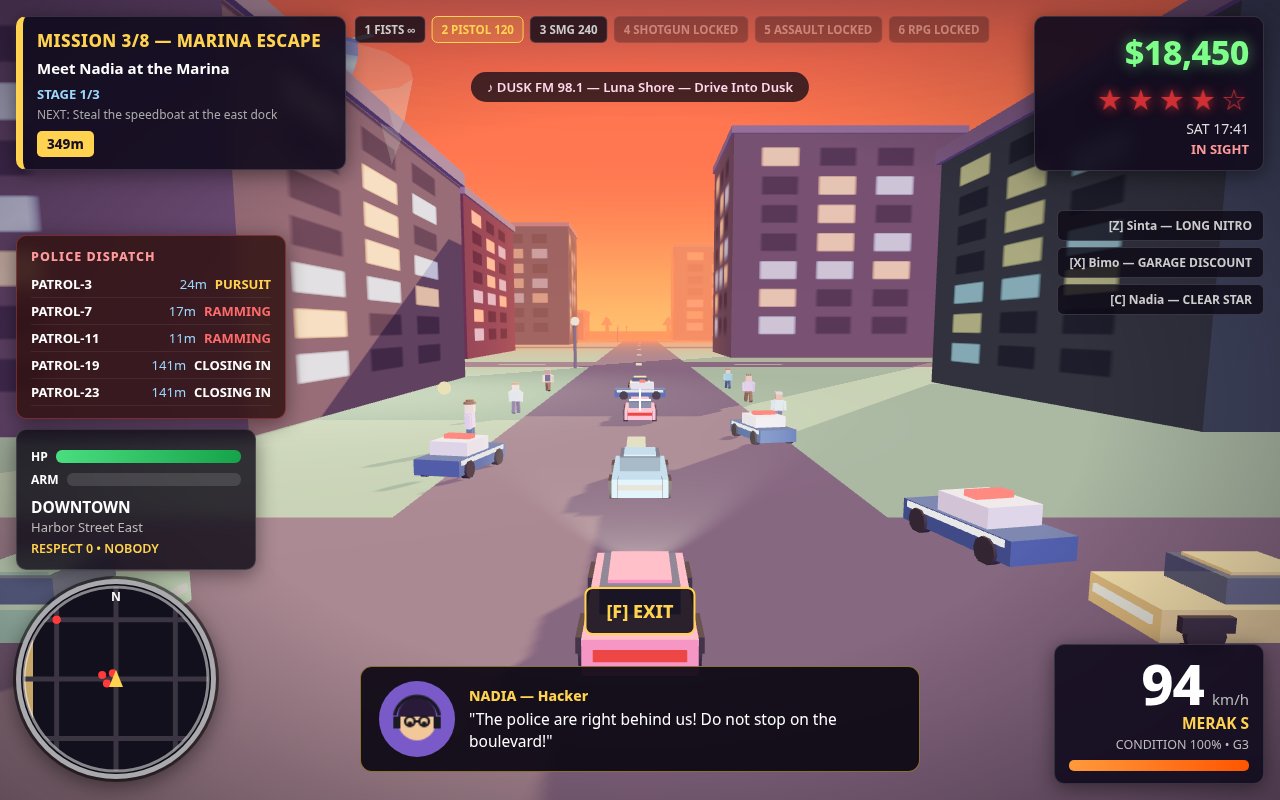 MISSION 3/8 — MARINA ESCAPE
Meet Nadia at the Marina
STAGE 1/3
NEXT: Steal the speedboat at the east dock
349m
1 FISTS ∞
2 PISTOL 120
3 SMG 240
4 SHOTGUN LOCKED
5 ASSAULT LOCKED
6 RPG LOCKED
♪ DUSK FM 98.1 — Luna Shore — Drive Into Dusk
$18,450
★★★★☆
SAT 17:41
IN SIGHT
[Z] Sinta — LONG NITRO
[X] Bimo — GARAGE DISCOUNT
[C] Nadia — CLEAR STAR
POLICE DISPATCH
PATROL-3 24m PURSUIT
PATROL-7 17m RAMMING
PATROL-11 11m RAMMING
PATROL-19 141m CLOSING IN
PATROL-23 141m CLOSING IN
HP
ARM
DOWNTOWN
Harbor Street East
RESPECT 0 • NOBODY
N
[F] EXIT
NADIA — Hacker
"The police are right behind us! Do not stop on the
boulevard!"
94 km/h
MERAK S
CONDITION 100% • G3